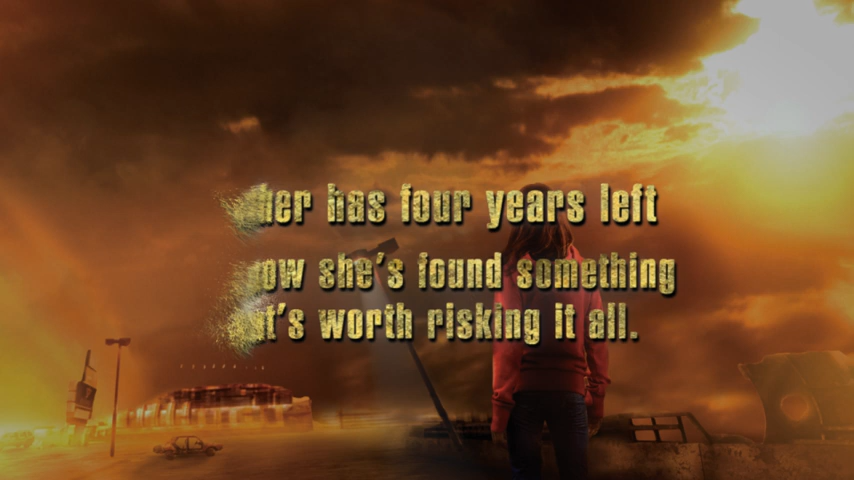 her has four years left
ow she's found something
t's worth risking it all.